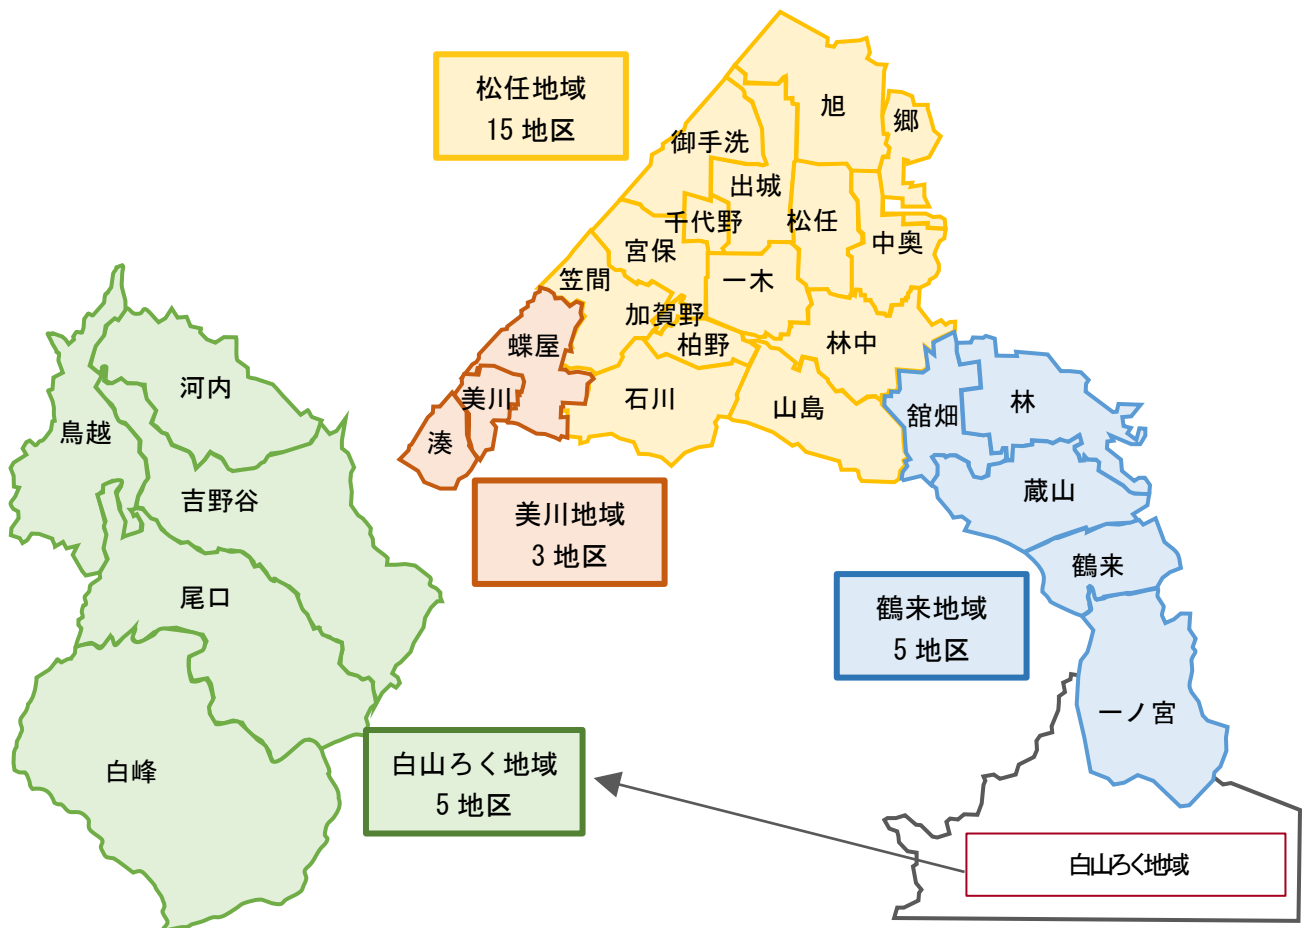 松任地域
15地区
旭
郷
御手洗
出城
千代野
松任
中奥
宮保
笠間
一木
加賀野
柏野
林中
蝶屋
美川
湊
石川
山島
舘畑
林
蔵山
鶴来
一ノ宮
美川地域
3地区
鶴来地域
5地区
河内
鳥越
吉野谷
尾口
白峰
白山ろく地域
5地区
白山ろく地域